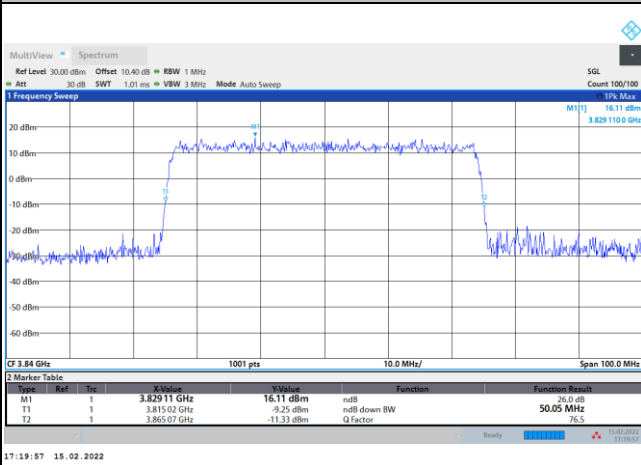 MultiView Spectrum
Ref Level 30.00 dBm Offset 10.40 dB RBW 1 MHz SGL
Att 30 dB SWT 1.01 ms VBW 3 MHz Mode Auto Sweep Count 100/100
1 Frequency Sweep 1Pk Max
M1[1] 16.11 dBm
3.829 110 0 GHz
M1
20 dBm
10 dBm
0 dBm
T1
T2
-10 dBm
-20 dBm
-30 dBm
-40 dBm
-50 dBm
-60 dBm
CF 3.84 GHz 1001 pts 10.0 MHz/ Span 100.0 MHz
2 Marker Table
Type Ref Trc X-Value Y-Value Function Function Result
M1 1 3.829 11 GHz 16.11 dBm ndB 26.0 dB
T1 1 3.815 02 GHz -9.25 dBm ndB down BW 50.05 MHz
T2 1 3.865 07 GHz -11.33 dBm Q Factor 76.5
Ready 15.02.2022
17:19:57
17:19:57 15.02.2022